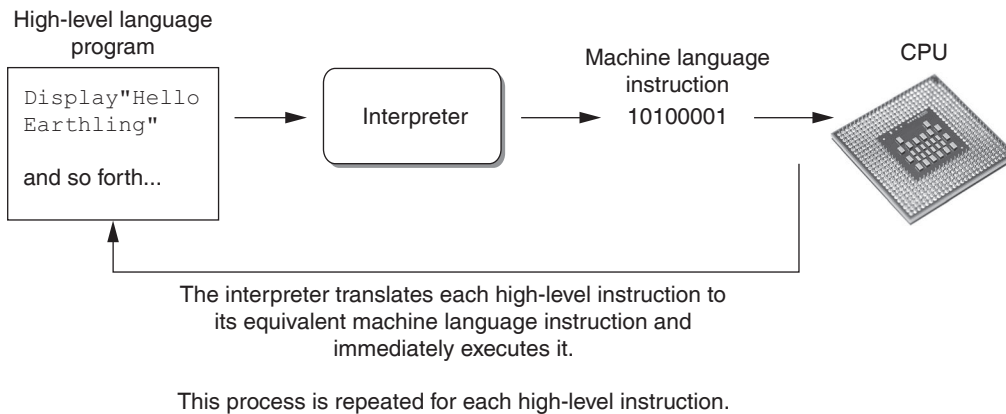 High-level language
program
Display"Hello
Earthling"
and so forth...
Interpreter
Machine language
instruction
10100001
CPU
The interpreter translates each high-level instruction to
its equivalent machine language instruction and
immediately executes it.
This process is repeated for each high-level instruction.